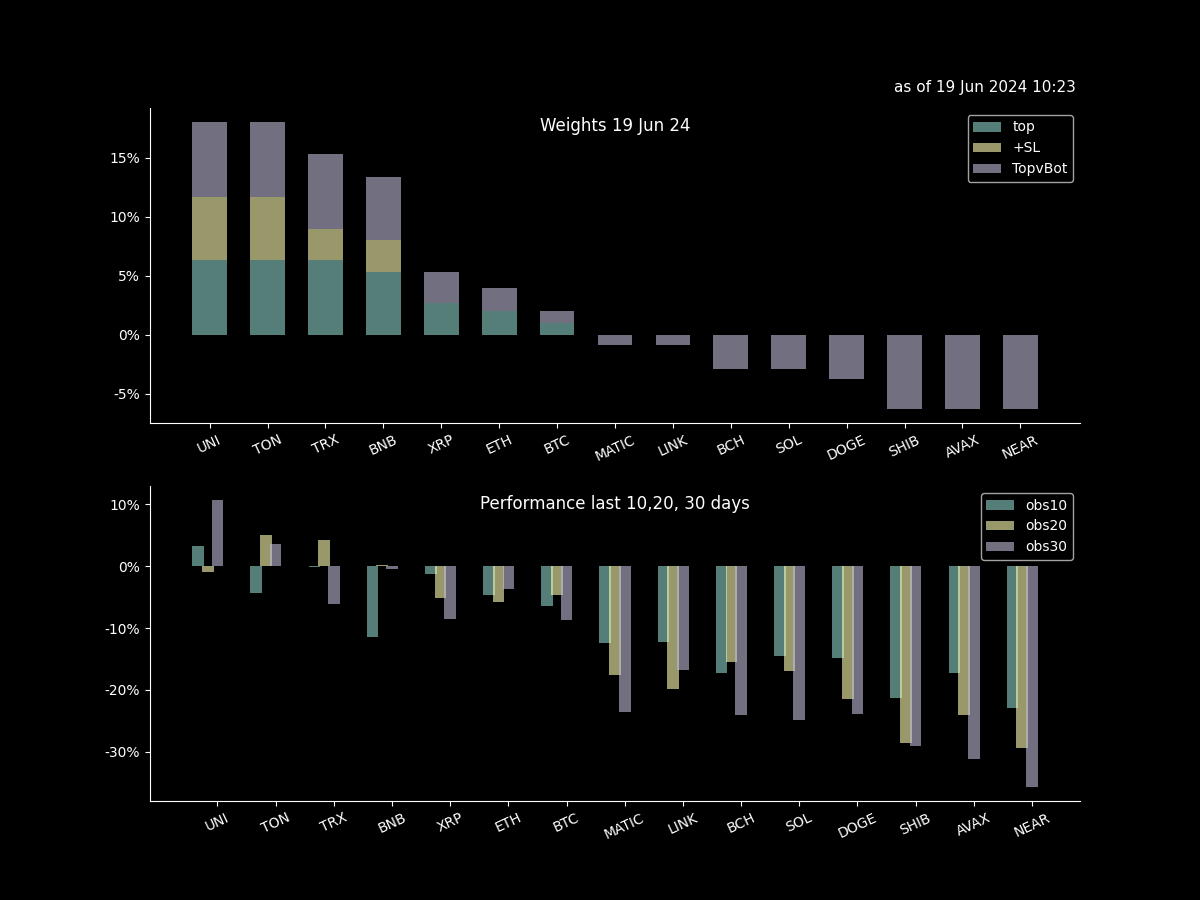 as of 19 Jun 2024 10:23
Weights 19 Jun 24
top
+SL
TopvBot
15%
10%
5%
0%
-5%
UNI TON TRX BNB XRP ETH BTC MATIC LINK BCH SOL DOGE SHIB AVAX NEAR
Performance last 10,20, 30 days
obs10
obs20
obs30
10%
0%
-10%
-20%
-30%
UNI TON TRX BNB XRP ETH BTC MATIC LINK BCH SOL DOGE SHIB AVAX NEAR